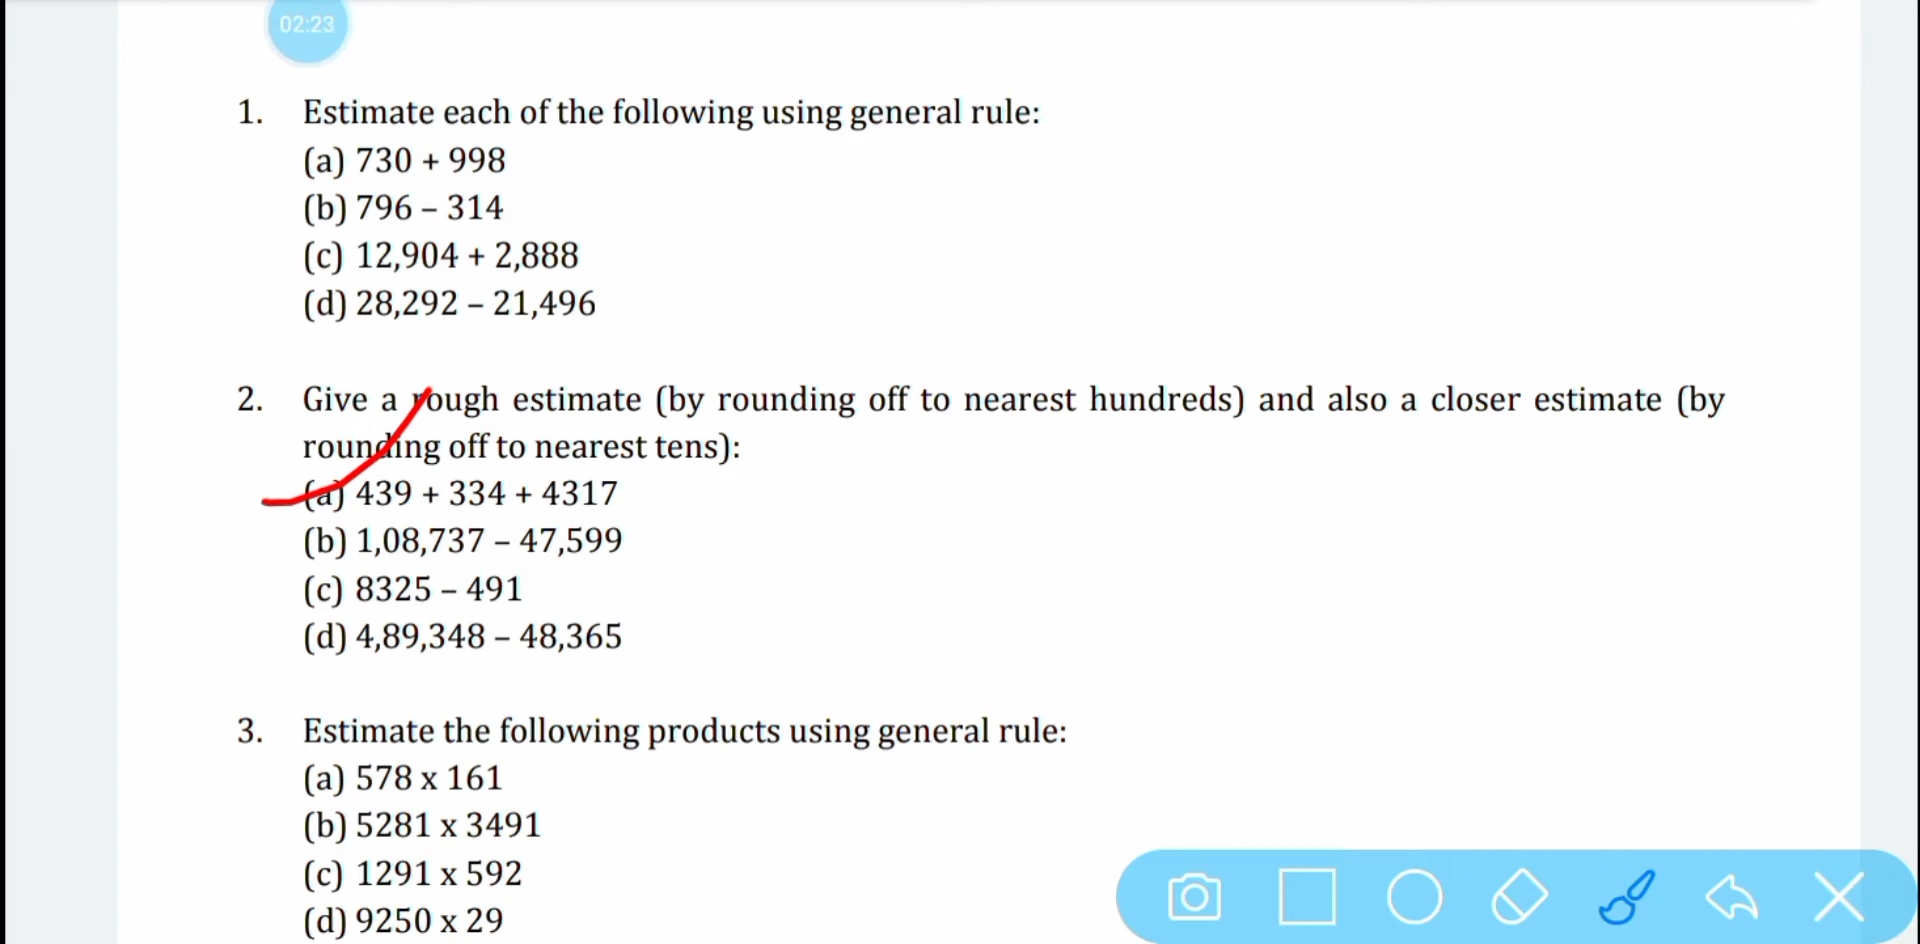 02:23
1. Estimate each of the following using general rule:
(a) 730 + 998
(b) 796 – 314
(c) 12,904 + 2,888
(d) 28,292 – 21,496
2. Give a rough estimate (by rounding off to nearest hundreds) and also a closer estimate (by
rounding off to nearest tens):
(a) 439 + 334 + 4317
(b) 1,08,737 – 47,599
(c) 8325 – 491
(d) 4,89,348 – 48,365
3. Estimate the following products using general rule:
(a) 578 x 161
(b) 5281 x 3491
(c) 1291 x 592
(d) 9250 x 29